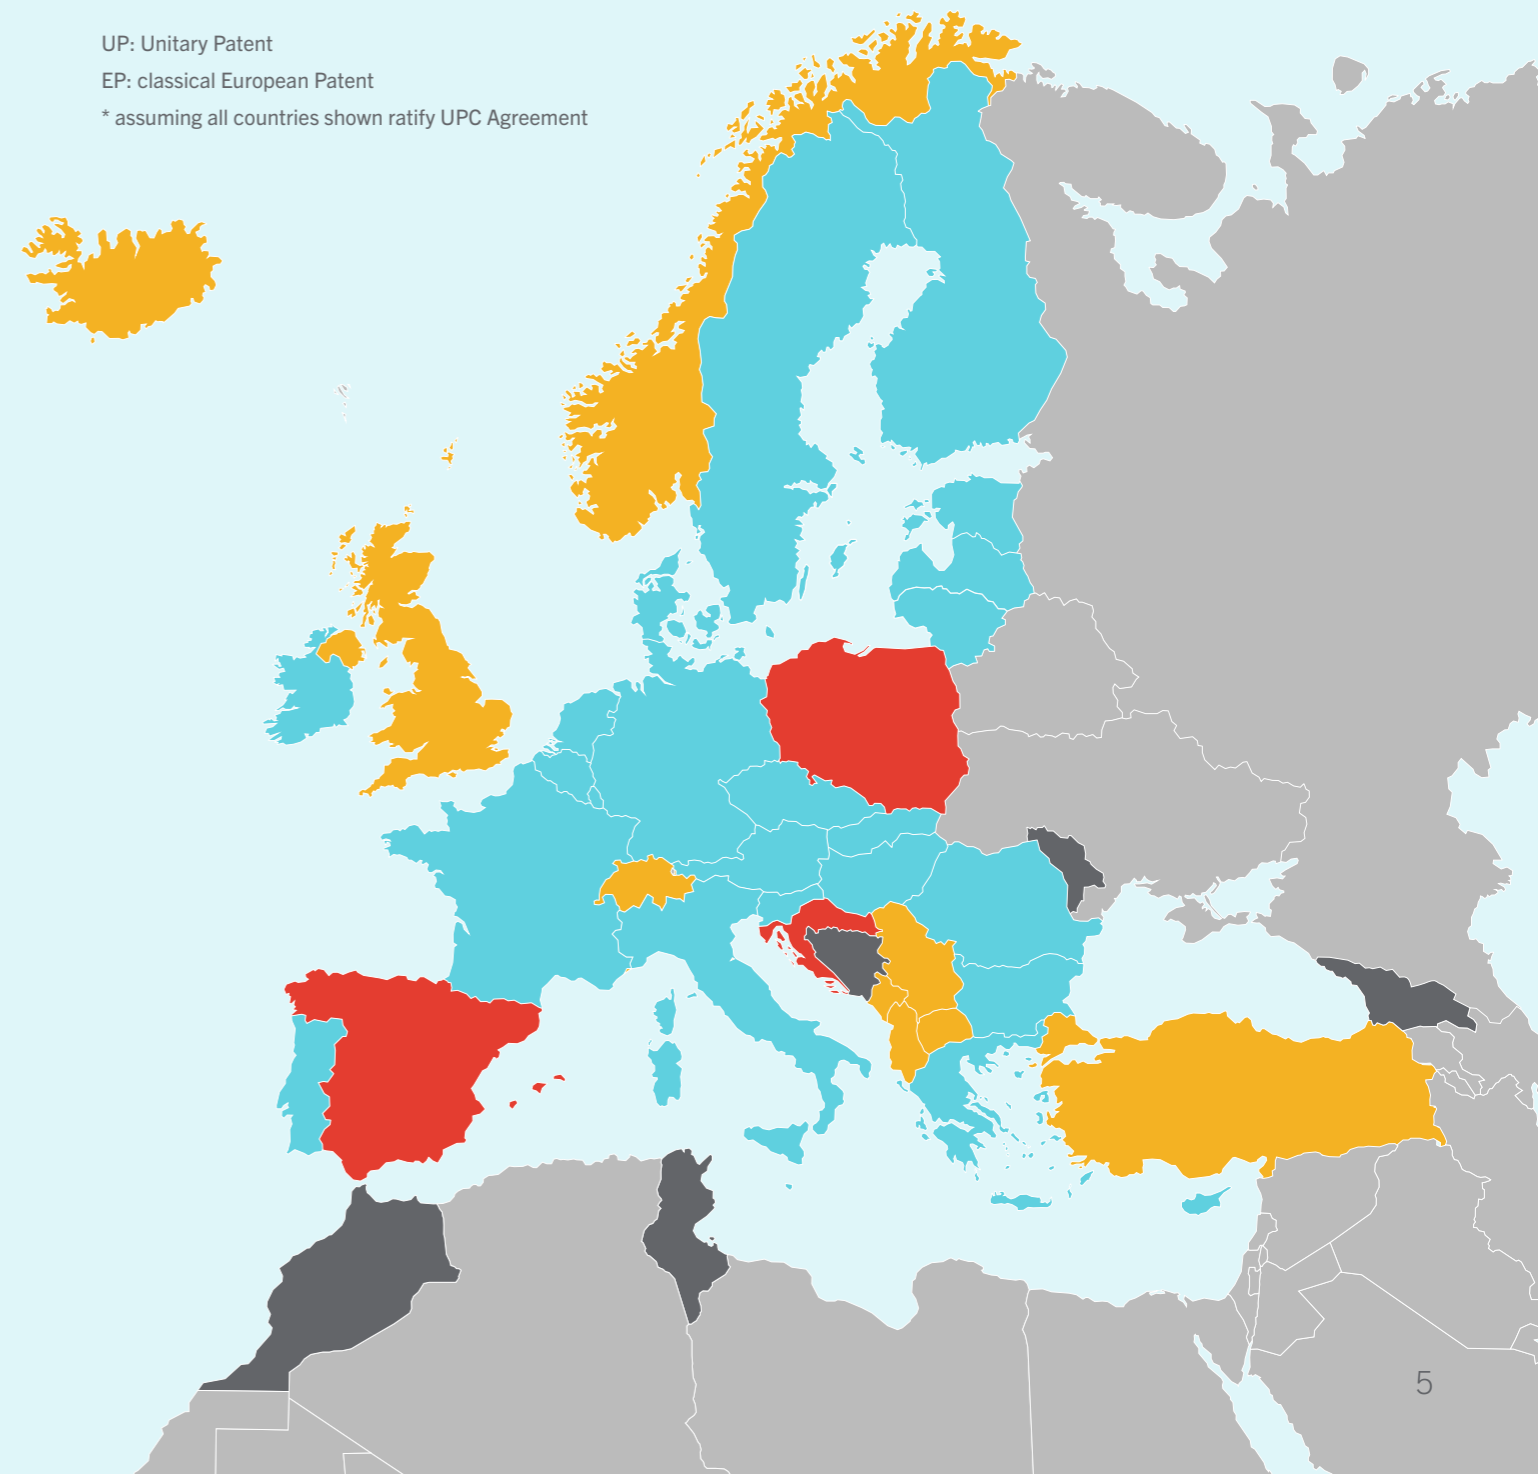 UP: Unitary Patent
EP: classical European Patent
* assuming all countries shown ratify UPC Agreement
5